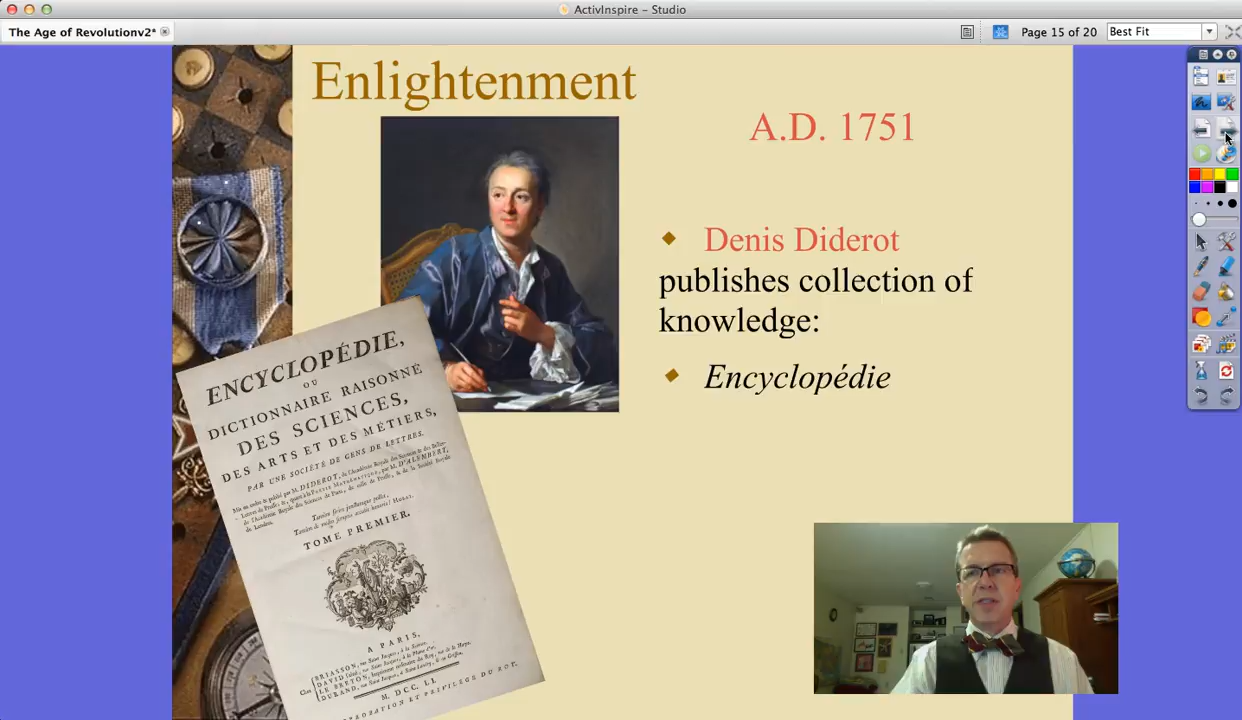 ActivInspire – Studio
The Age of Revolutionv2*
Page 15 of 20
Best Fit
Enlightenment
A.D. 1751
Denis Diderot
publishes collection of
knowledge:
Encyclopédie
ENCYCLOPÉDIE,
OU
DICTIONNAIRE RAISONNÉ
DES SCIENCES,
DES ARTS ET DES MÉTIERS,
PAR UNE SOCIÉTÉ DE GENS DE LETTRES.
TOME PREMIER.
A PARIS,
M. DCC. LI.